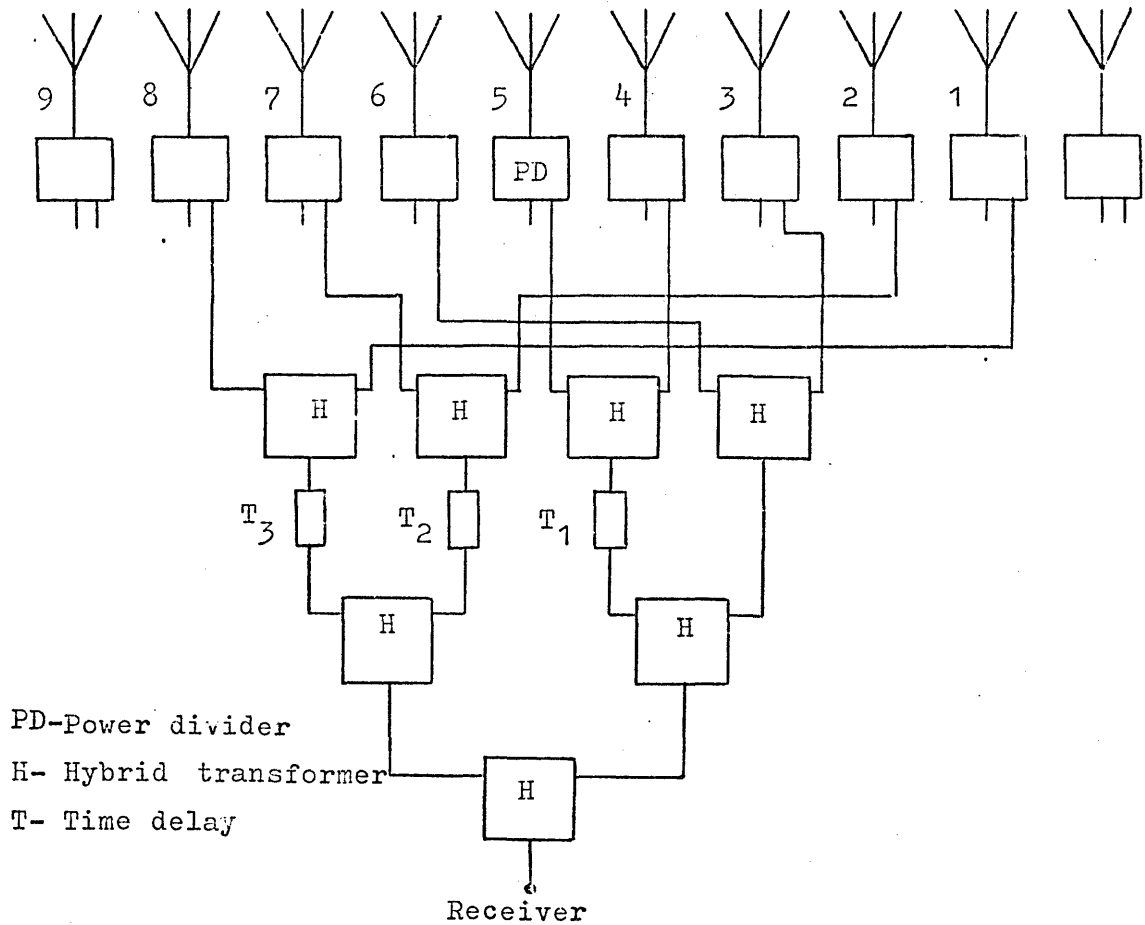 9 8 7 6 5 4 3 2 1
PD
H H H H
T3 T2 T1
H H
PD-Power divider
H- Hybrid transformer
H
T- Time delay
Receiver